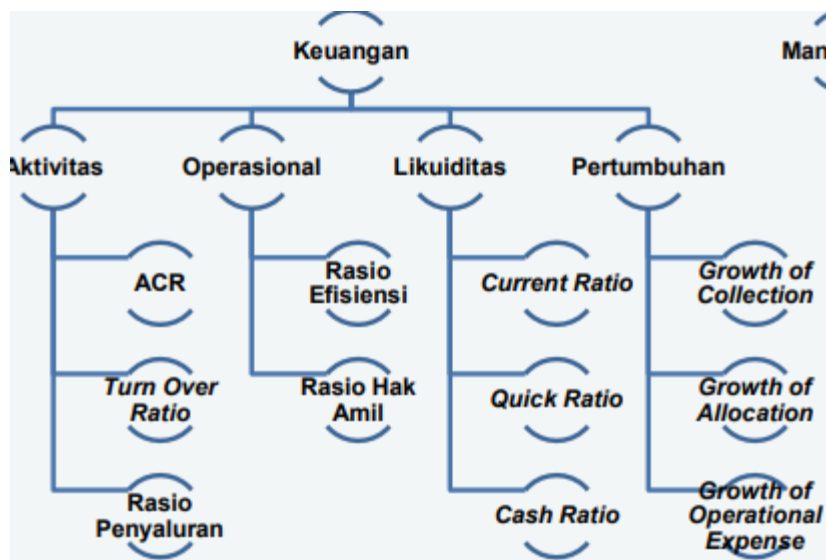 Keuangan
Man
Aktivitas
Operasional
Likuiditas
Pertumbuhan
ACR
Rasio
Efisiensi
Current Ratio
Growth of
Collection
Turn Over
Ratio
Rasio Hak
Amil
Quick Ratio
Growth of
Allocation
Rasio
Penyaluran
Cash Ratio
Growth of
Operational
Expense